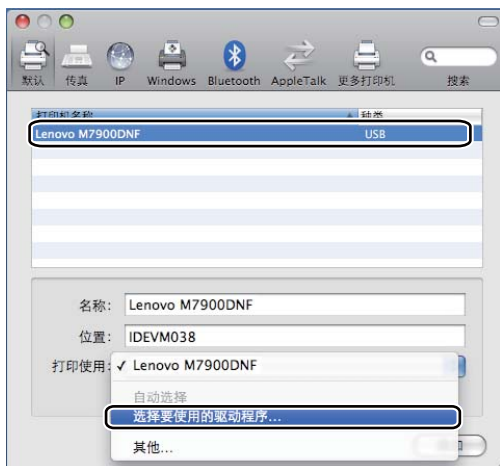 默认 传真 IP Windows Bluetooth AppleTalk 更多打印机 搜索
打印机名称 种类
Lenovo M7900DNF USB
名称: Lenovo M7900DNF
位置: IDEVM038
打印使用: ✓ Lenovo M7900DNF
自动选择
选择要使用的驱动程序...
其他...